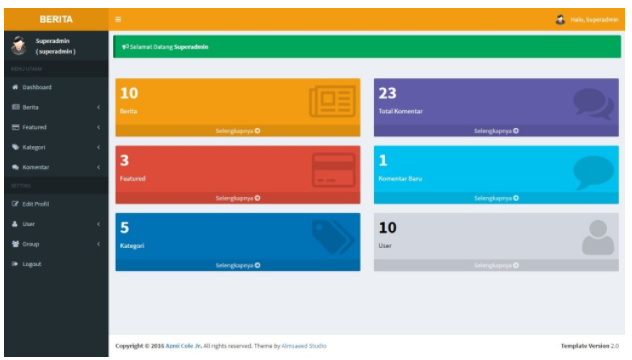 BERITA
Hallo, Superadmin
Superadmin
( superadmin )
Selamat Datang Superadmin
MENU UTAMA
Dashboard
Berita
Featured
Kategori
Komentar
SETTING
Edit Profil
User
Group
Logout
10
Berita
Selengkapnya
23
Total Komentar
Selengkapnya
3
Featured
Selengkapnya
1
Komentar Baru
Selengkapnya
5
Kategori
Selengkapnya
10
User
Selengkapnya
Copyright © 2016 Azmi Cole Jr. All rights reserved. Theme by Almsaeed Studio
Template Version 2.0